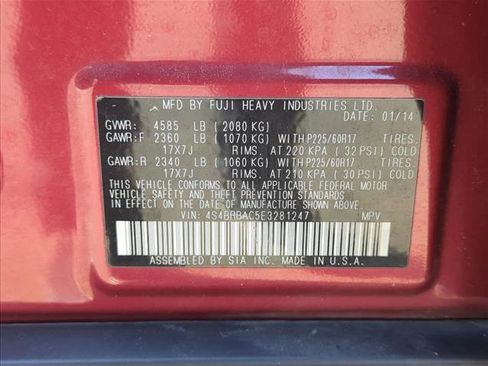 MFD BY FUJI HEAVY INDUSTRIES LTD.
DATE: 01/14
GVWR: 4585 LB (2080 KG)
GAWR:F 2360 LB (1070 KG) WITH P225/60R17 TIRES,
17X7J RIMS, AT 220 KPA (32 PSI) COLD
GAWR:R 2340 LB (1060 KG) WITH P225/60R17 TIRES,
17X7J RIMS, AT 210 KPA (30 PSI) COLD
THIS VEHICLE CONFORMS TO ALL APPLICABLE FEDERAL MOTOR
VEHICLE SAFETY AND THEFT PREVENTION STANDARDS
IN EFFECT ON THE DATE OF MANUFACTURE SHOWN ABOVE.
VIN: 4S4BRBAC5E3281247 MPV
ASSEMBLED BY SIA INC. MADE IN U.S.A.